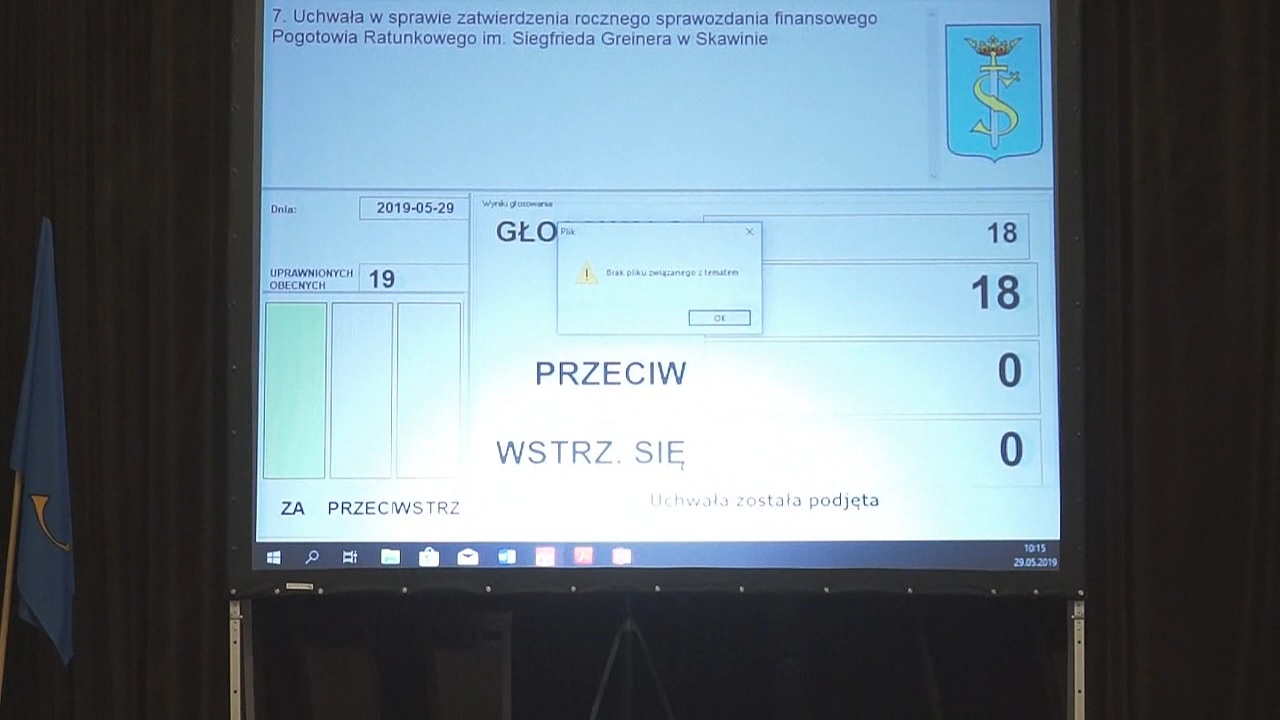 7. Uchwała w sprawie zatwierdzenia rocznego sprawozdania finansowego
Pogotowia Ratunkowego im. Siegfrieda Greinera w Skawinie
Dnia:
2019-05-29
UPRAWNIONYCH
OBECNYCH
19
Wyniki głosowania
GŁO
18
Plik
Brak pliku związanego z tematem
OK
18
PRZECIW
0
WSTRZ. SIĘ
0
Uchwała została podjęta
ZA PRZECIWSTRZ
10:15
29.05.2019